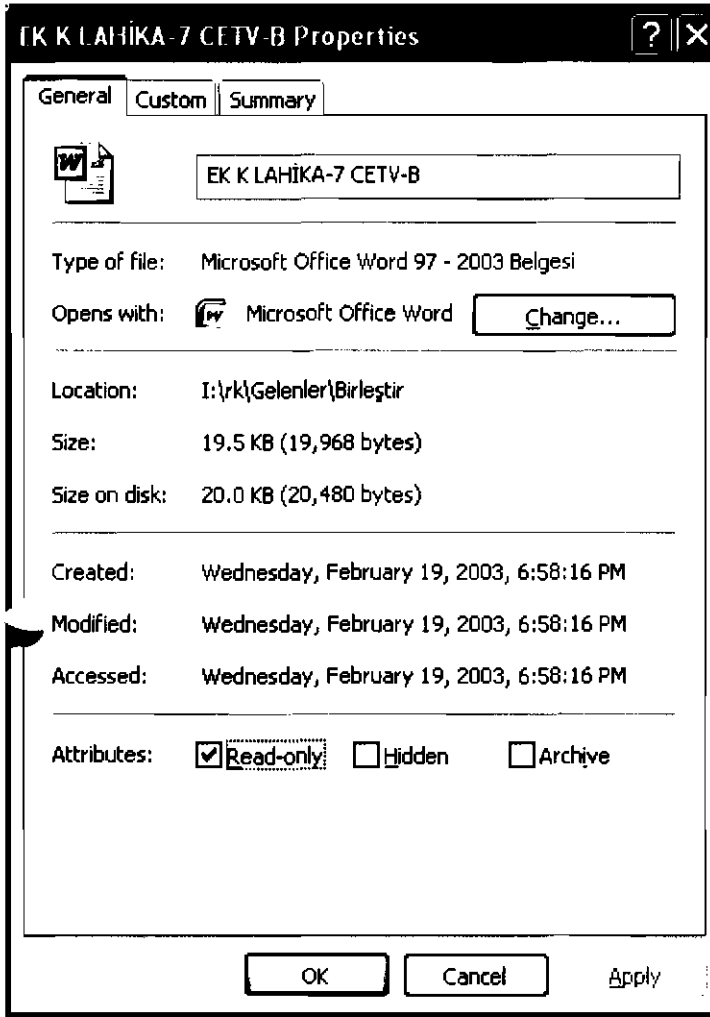 EK K LAHİKA-7 CETV-B Properties
General Custom Summary
EK K LAHİKA-7 CETV-B
Type of file: Microsoft Office Word 97 - 2003 Belgesi
Opens with: Microsoft Office Word Change...
Location: I:\rk\Gelenler\Birleştir
Size: 19.5 KB (19,968 bytes)
Size on disk: 20.0 KB (20,480 bytes)
Created: Wednesday, February 19, 2003, 6:58:16 PM
Modified: Wednesday, February 19, 2003, 6:58:16 PM
Accessed: Wednesday, February 19, 2003, 6:58:16 PM
Attributes: Read-only Hidden Archive
OK Cancel Apply